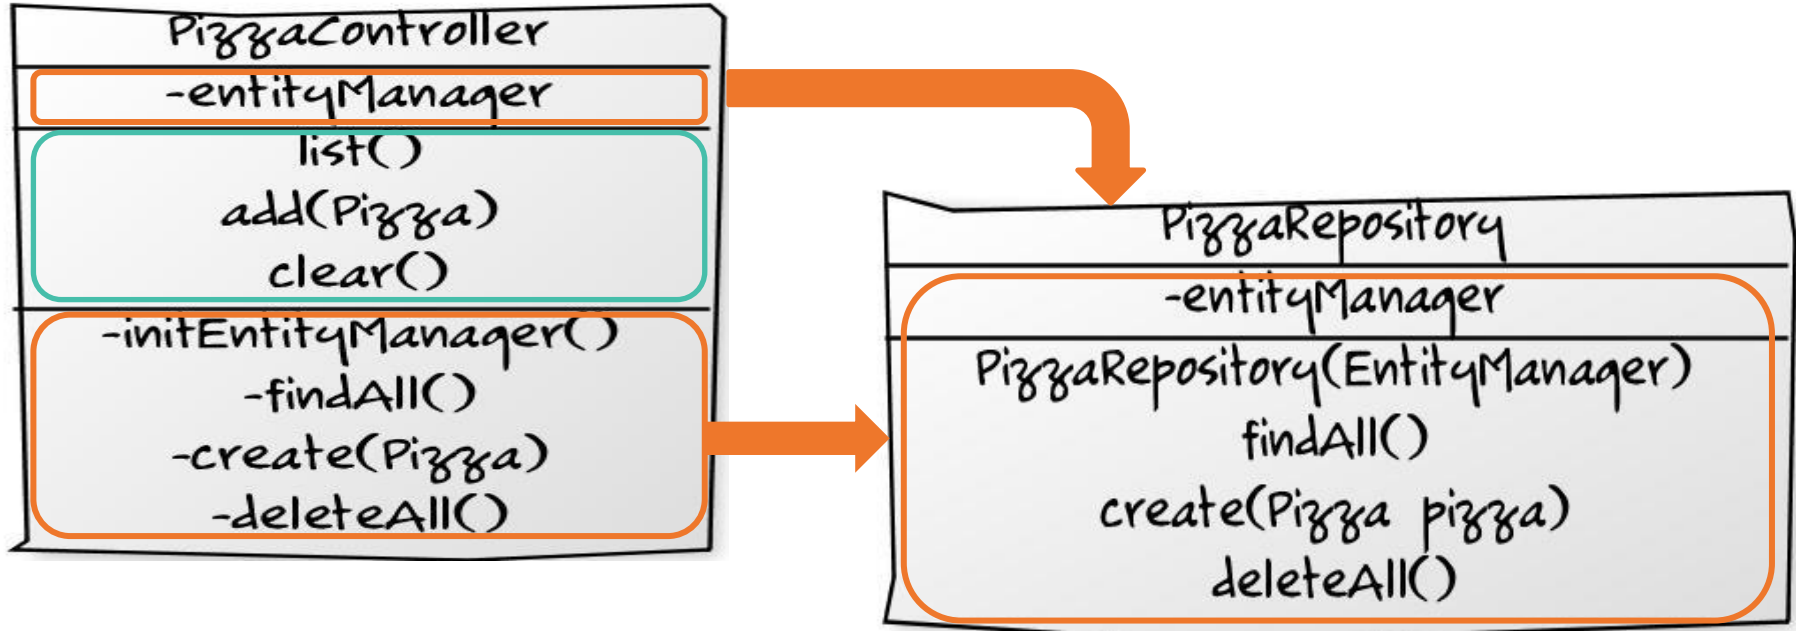 PizzaController
-entityManager
list()
add(Pizza)
clear()
-initEntityManager()
-findAll()
-create(Pizza)
-deleteAll()
PizzaRepository
-entityManager
PizzaRepository(EntityManager)
findAll()
create(Pizza pizza)
deleteAll()